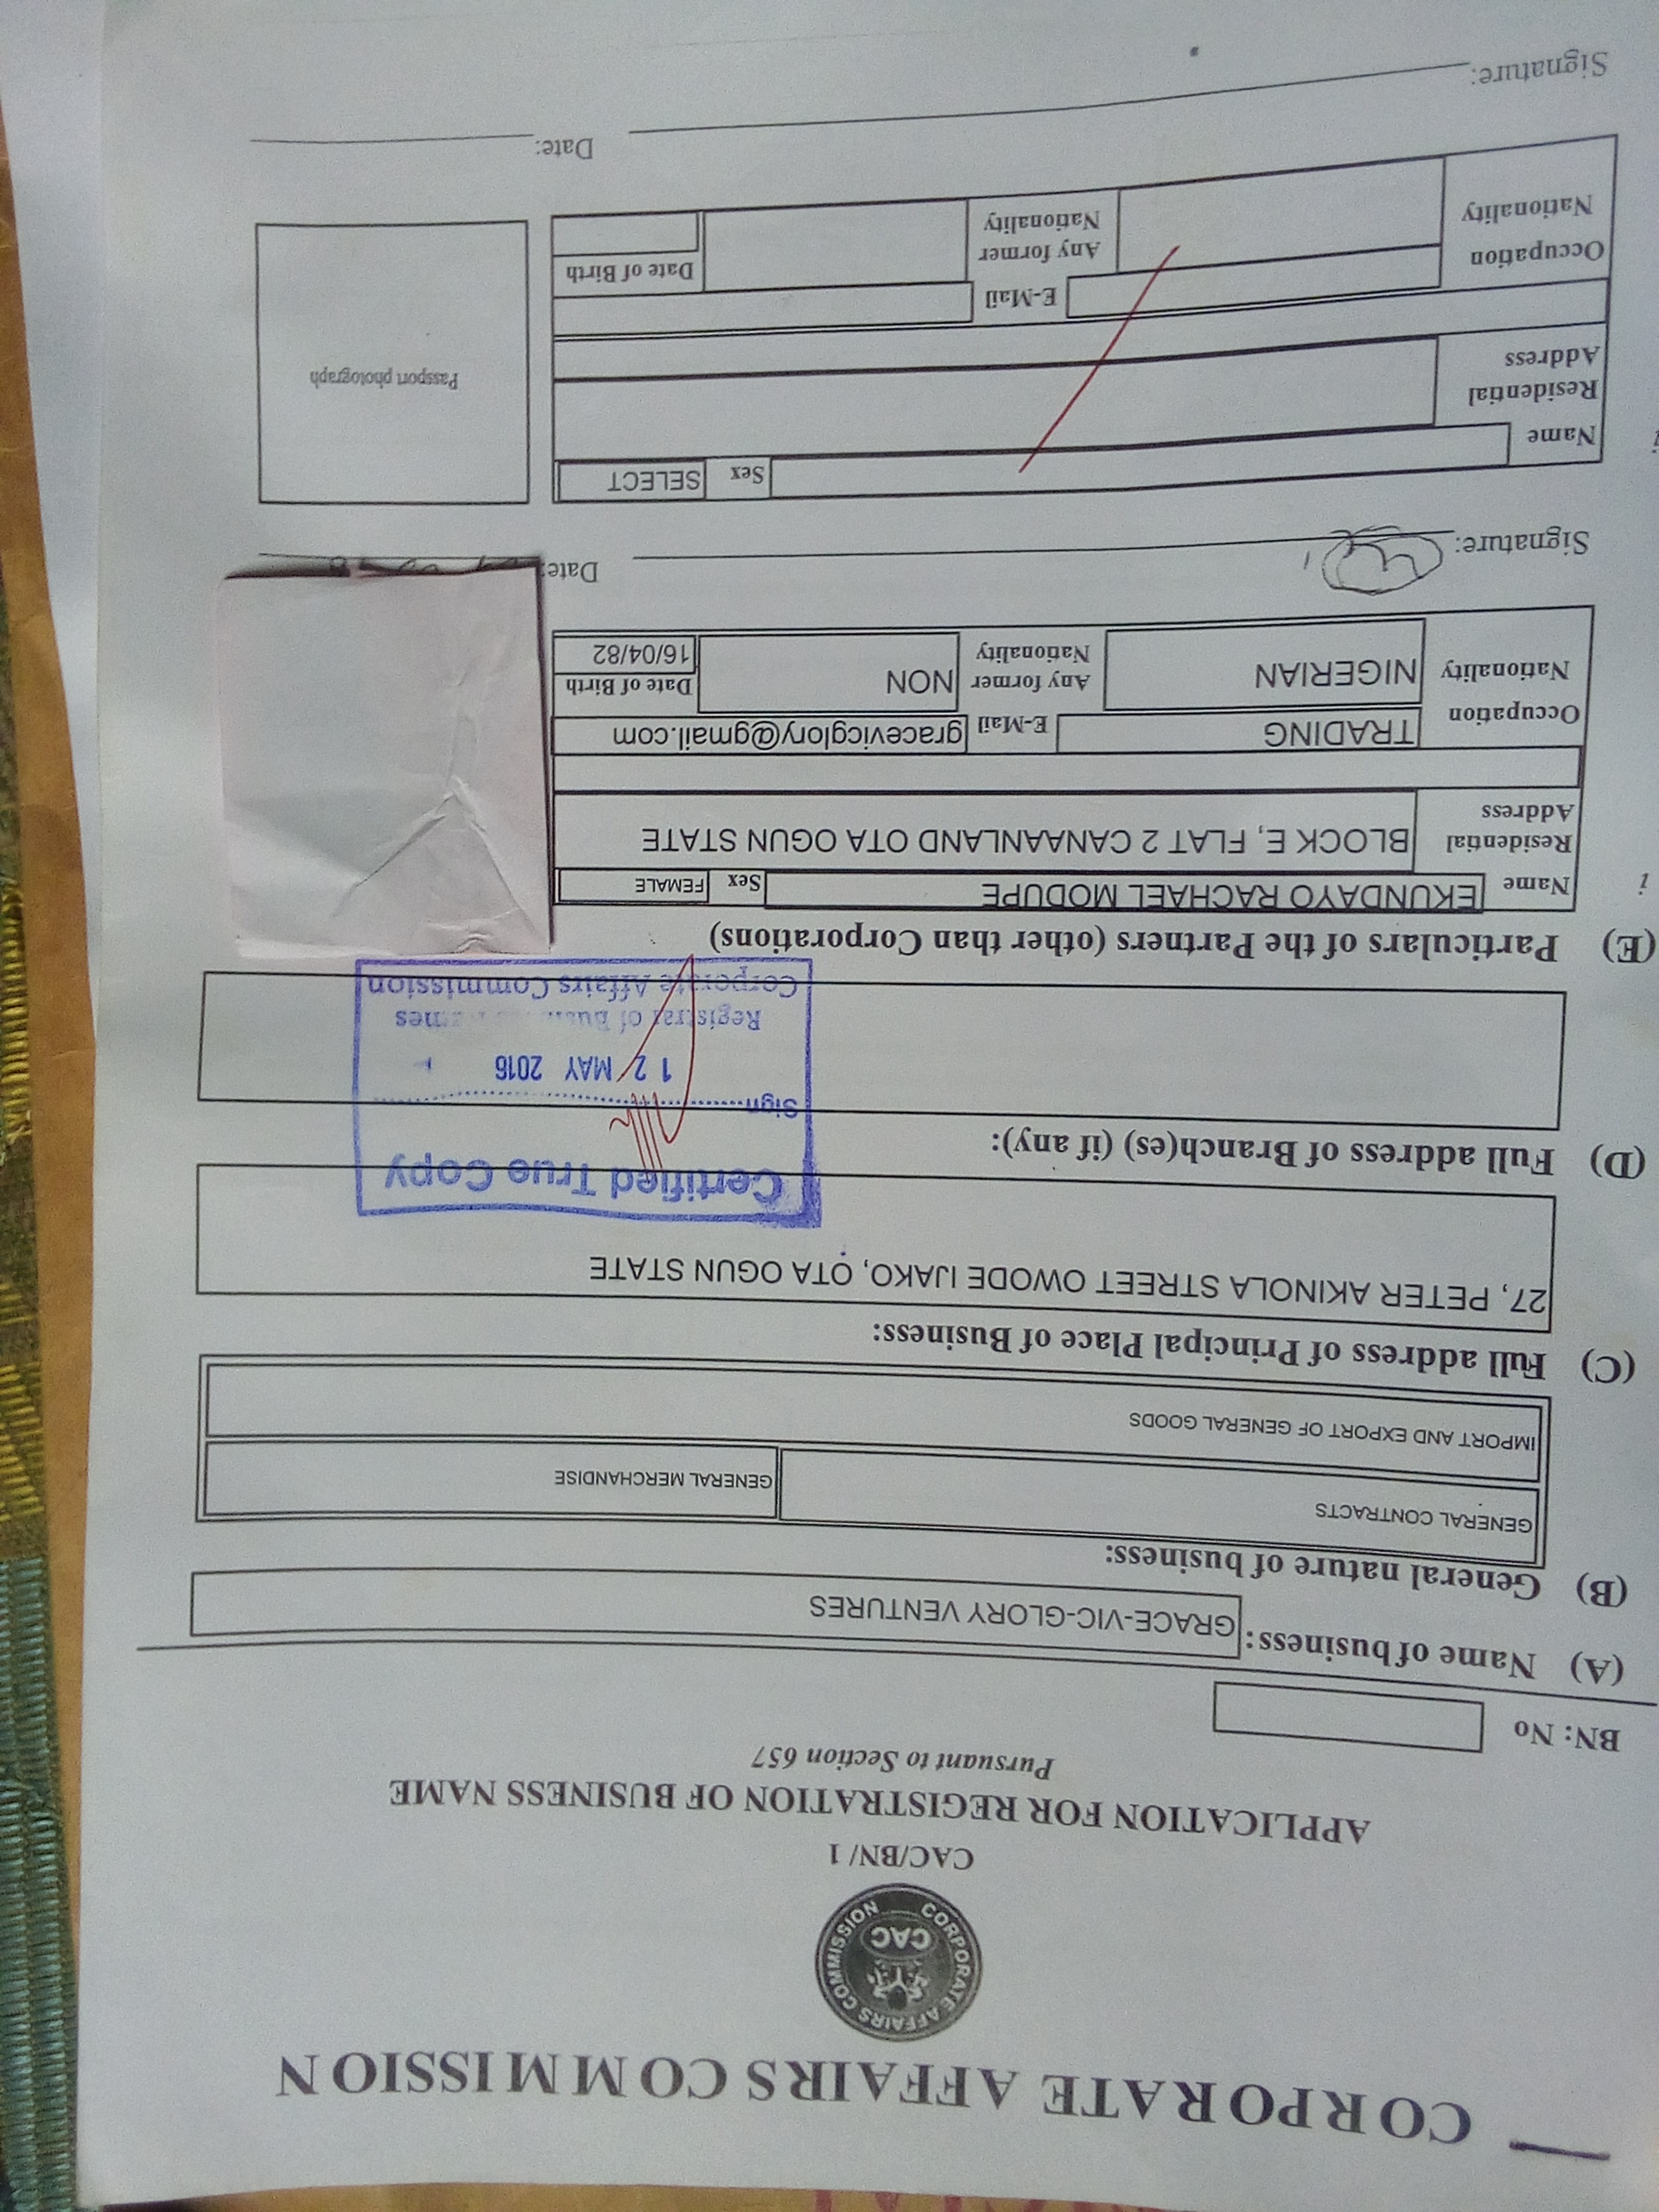 CORPORATE AFFAIRS COMMISSION
CORPORATE AFFAIRS COMMISSION
CAC
CAC/BN/ 1
APPLICATION FOR REGISTRATION OF BUSINESS NAME
Pursuant to Section 657
BN: No
(A) Name of business: GRACE-VIC-GLORY VENTURES
(B) General nature of business:
GENERAL CONTRACTS GENERAL MERCHANDISE
IMPORT AND EXPORT OF GENERAL GOODS
(C) Full address of Principal Place of Business:
27, PETER AKINOLA STREET OWODE IJAKO, OTA OGUN STATE
(D) Full address of Branch(es) (if any):
Certified True Copy
Sign
12 MAY 2016
Registrar of Business Names
Corporate Affairs Commission
(E) Particulars of the Partners (other than Corporations)
i Name EKUNDAYO RACHAEL MODUPE Sex FEMALE
Residential Address BLOCK E, FLAT 2 CANAANLAND OTA OGUN STATE
Occupation TRADING E-Mail gracevicglory@gmail.com
Nationality NIGERIAN Any former Nationality NON Date of Birth 16/04/82
Signature: Date:
Name Sex SELECT
Residential Address
Passport photograph
Occupation E-Mail
Nationality Any former Nationality Date of Birth
Signature: Date: